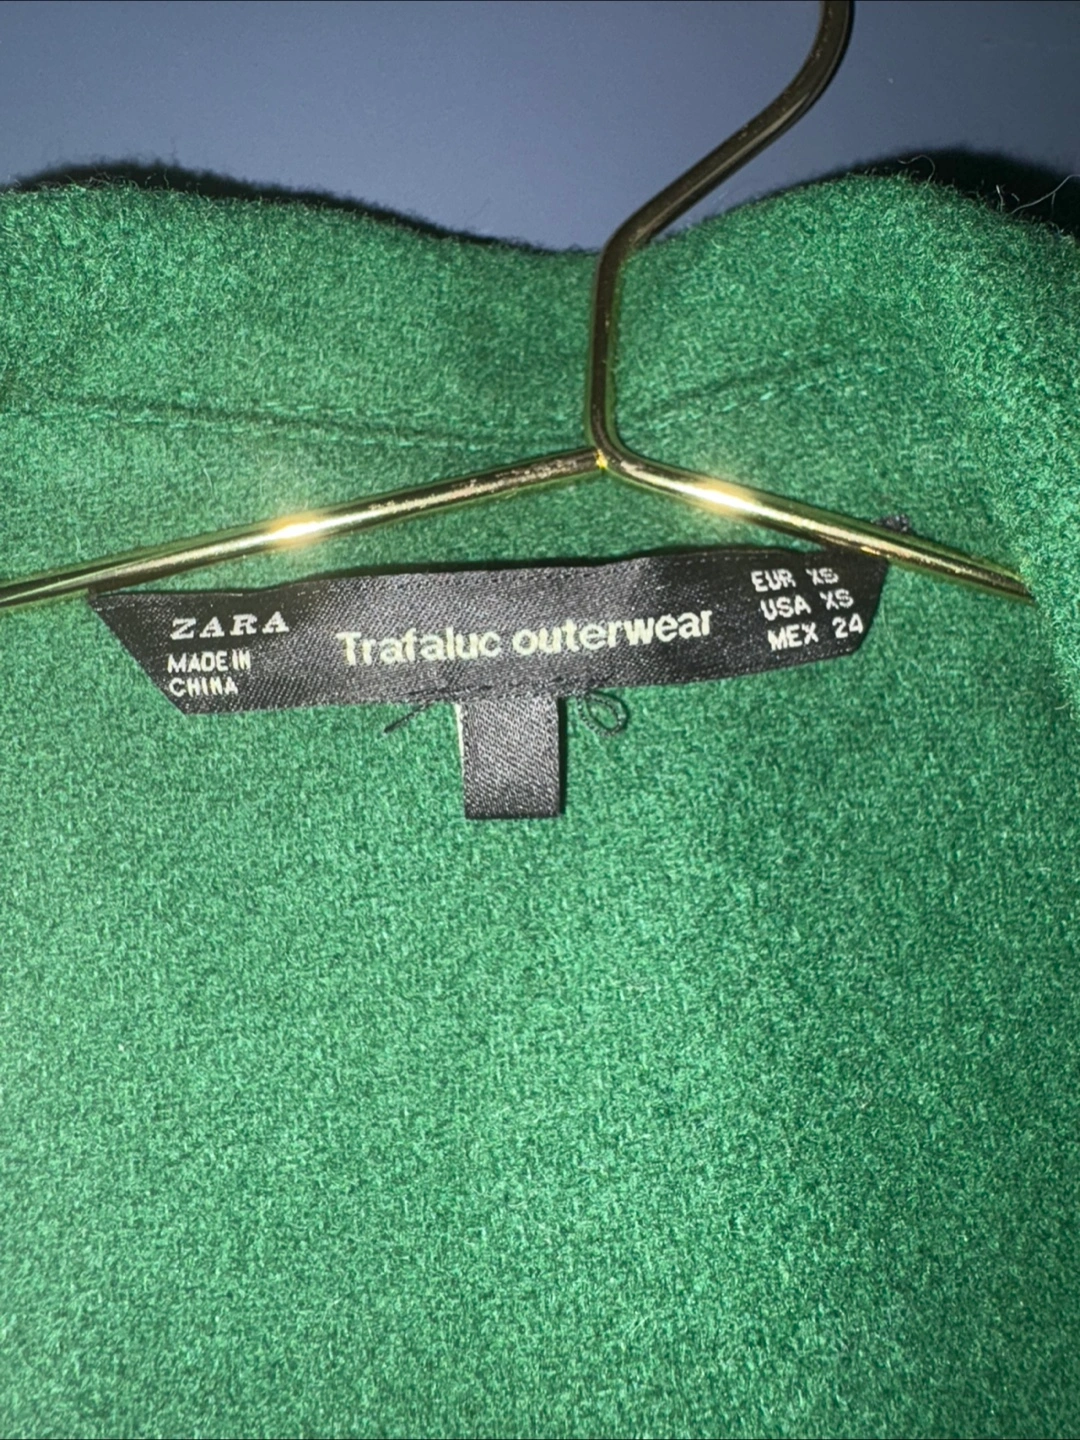 ZARA
MADE IN
CHINA
Trafaluc outerwear
EUR XS
USA XS
MEX 24